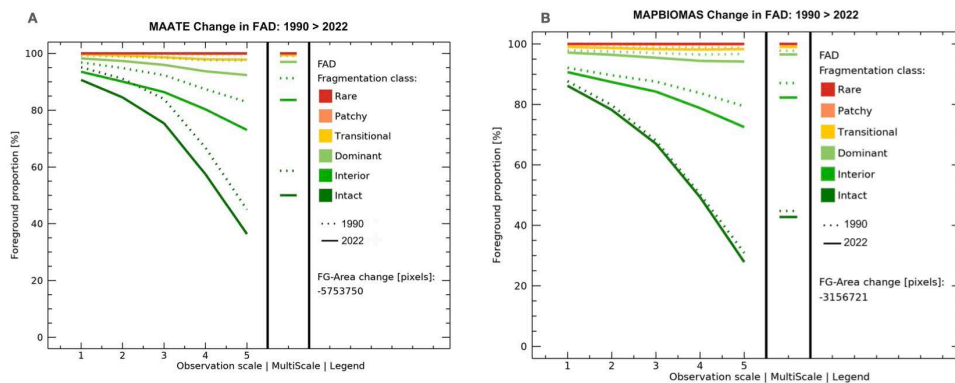 A
MAATE Change in FAD: 1990 > 2022
100
80
60
40
20
0
Foreground proportion [%]
1 2 3 4 5
Observation scale | MultiScale | Legend
FAD
Fragmentation class:
Rare
Patchy
Transitional
Dominant
Interior
Intact
1990
2022
FG-Area change [pixels]:
-5753750
B
MAPBIOMAS Change in FAD: 1990 > 2022
100
80
60
40
20
0
Foreground proportion [%]
1 2 3 4 5
Observation scale | MultiScale | Legend
FAD
Fragmentation class:
Rare
Patchy
Transitional
Dominant
Interior
Intact
1990
2022
FG-Area change [pixels]:
-3156721